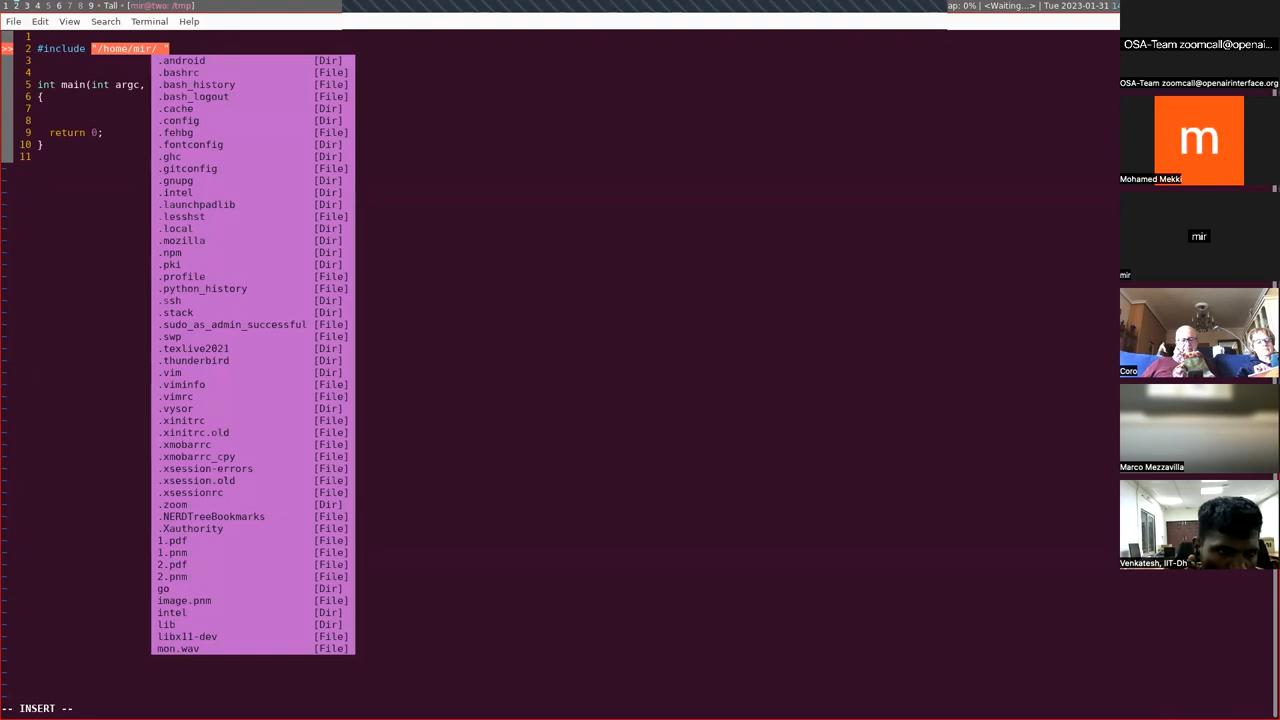 1 2 3 4 5 6 7 8 9 • Tall • [mir@two: /tmp]
ap: 0% | <Waiting...> | Tue 2023-01-31
File Edit View Search Terminal Help
1
>> 2 #include "/home/mir/ "
3
4
5 int main(int argc,
6 {
7
8
9 return 0;
10 }
11
.android [Dir]
.bashrc [File]
.bash_history [File]
.bash_logout [File]
.cache [Dir]
.config [Dir]
.fehbg [File]
.fontconfig [Dir]
.ghc [Dir]
.gitconfig [File]
.gnupg [Dir]
.intel [Dir]
.launchpadlib [Dir]
.lesshst [File]
.local [Dir]
.mozilla [Dir]
.npm [Dir]
.pki [Dir]
.profile [File]
.python_history [File]
.ssh [Dir]
.stack [Dir]
.sudo_as_admin_successful [File]
.swp [File]
.texlive2021 [Dir]
.thunderbird [Dir]
.vim [Dir]
.viminfo [File]
.vimrc [File]
.vysor [Dir]
.xinitrc [File]
.xinitrc.old [File]
.xmobarrc [File]
.xmobarrc_cpy [File]
.xsession-errors [File]
.xsession.old [File]
.xsessionrc [File]
.zoom [Dir]
.NERDTreeBookmarks [File]
.Xauthority [File]
1.pdf [File]
1.pnm [File]
2.pdf [File]
2.pnm [File]
go [Dir]
image.pnm [File]
intel [Dir]
lib [Dir]
libx11-dev [File]
mon.wav [File]
-- INSERT --
OSA-Team zoomcall@openai...
OSA-Team zoomcall@openairinterface.org
m
Mohamed Mekki
mir
mir
Coro
Marco Mezzavilla
Venkatesh, IIT-Dh